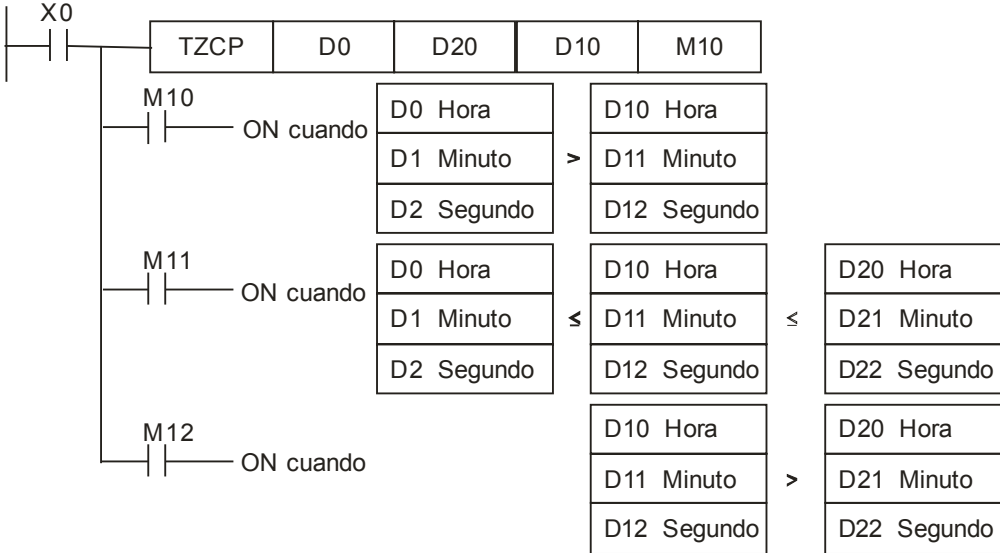 X0
TZCP D0 D20 D10 M10
M10
ON cuando
D0 Hora
D1 Minuto
D2 Segundo
>
D10 Hora
D11 Minuto
D12 Segundo
M11
ON cuando
D0 Hora
D1 Minuto
D2 Segundo
≤
D10 Hora
D11 Minuto
D12 Segundo
≤
D20 Hora
D21 Minuto
D22 Segundo
M12
ON cuando
D10 Hora
D11 Minuto
D12 Segundo
>
D20 Hora
D21 Minuto
D22 Segundo